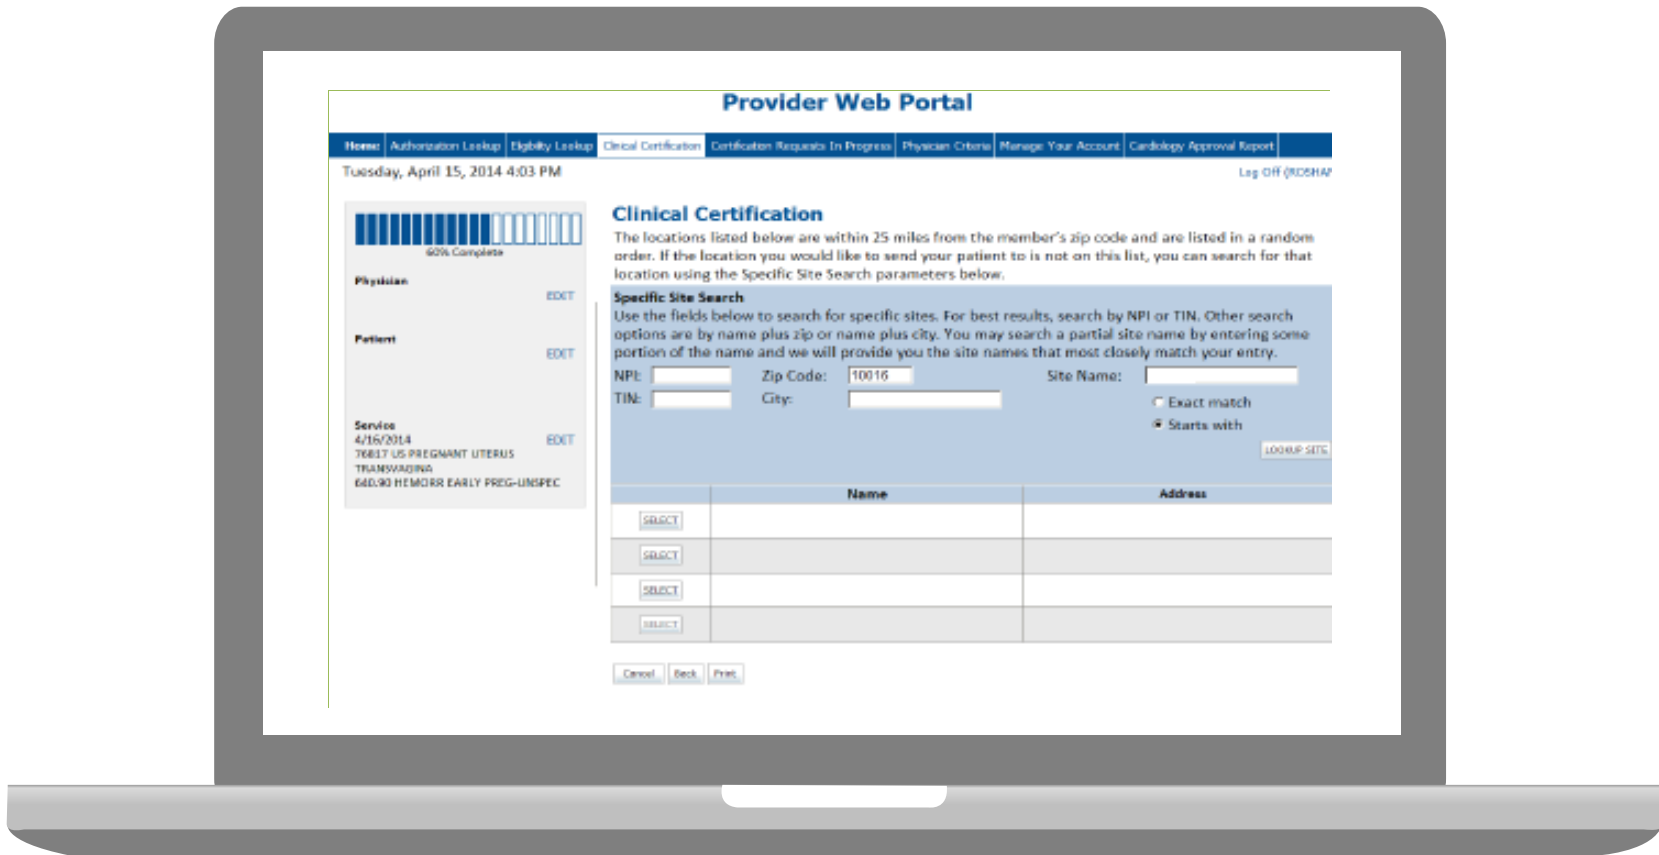 Provider Web Portal
Home Authorization Lookup Eligibility Lookup Clinical Certification Certification Requests In Progress Physician Criteria Manage Your Account Cardiology Approval Report
Tuesday, April 15, 2014 4:03 PM
Log Off (ROSHAN
60% Complete
Physician
EDIT
Patient
EDIT
Service
4/16/2014 EDIT
76817 US PREGNANT UTERUS
TRANSVAGINA
640.90 HEMORR EARLY PREG-UNSPEC
Clinical Certification
The locations listed below are within 25 miles from the member's zip code and are listed in a random
order. If the location you would like to send your patient to is not on this list, you can search for that
location using the Specific Site Search parameters below.
Specific Site Search
Use the fields below to search for specific sites. For best results, search by NPI or TIN. Other search
options are by name plus zip or name plus city. You may search a partial site name by entering some
portion of the name and we will provide you the site names that most closely match your entry.
NPI: Zip Code: 10016 Site Name:
TIN: City:
Exact match
Starts with
LOOKUP SITE
Name Address
SELECT
SELECT
SELECT
SELECT
Cancel Back Print